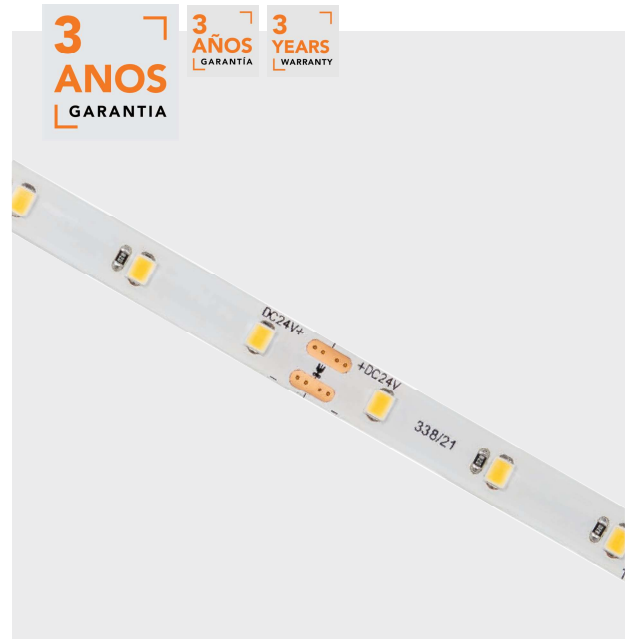 3
ANOS
GARANTIA
3
AÑOS
GARANTÍA
3
YEARS
WARRANTY
DC24V+
+DC24V
338/21